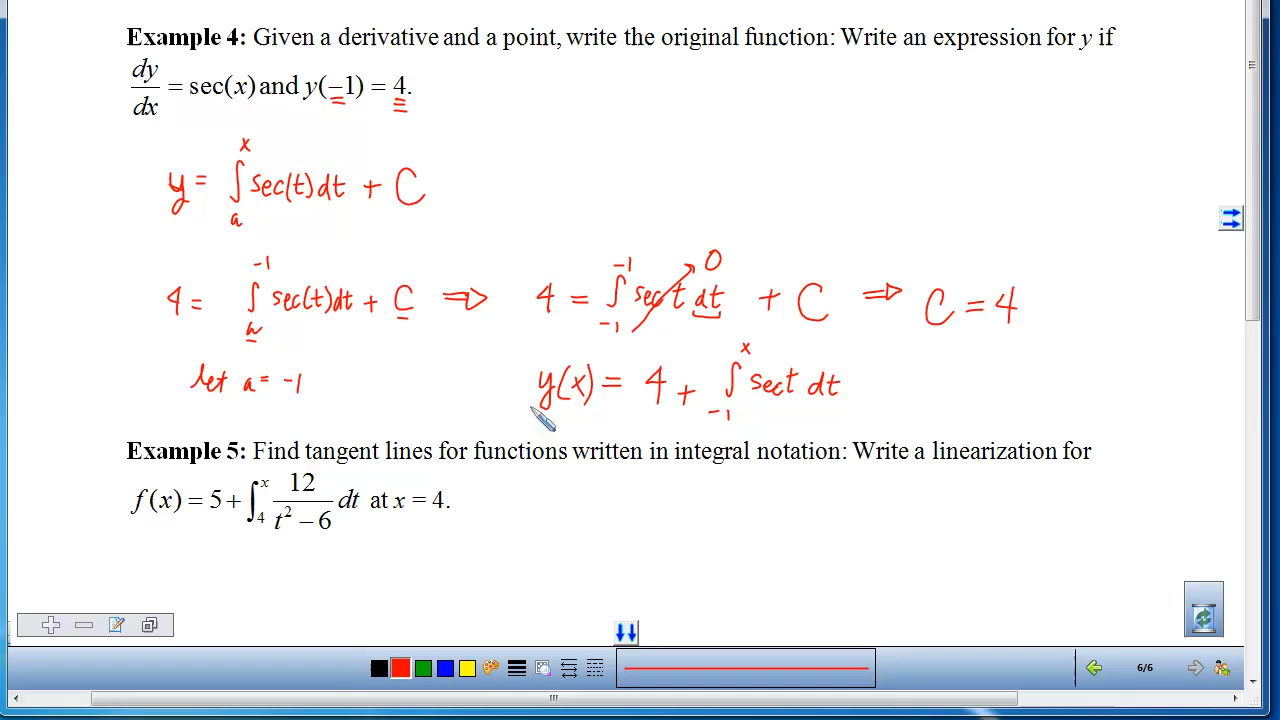 Example 4: Given a derivative and a point, write the original function: Write an expression for y if
dy/dx = sec(x) and y(−1) = 4.
y = ∫_a^x sec(t) dt + C
4 = ∫_a^{-1} sec(t) dt + C ⇒ 4 = ∫_{-1}^{-1} sec t dt + C ⇒ C = 4
0
let a = -1
y(x) = 4 + ∫_{-1}^x sec t dt
Example 5: Find tangent lines for functions written in integral notation: Write a linearization for
f(x) = 5 + ∫_4^x 12/(t² − 6) dt at x = 4.
6/6